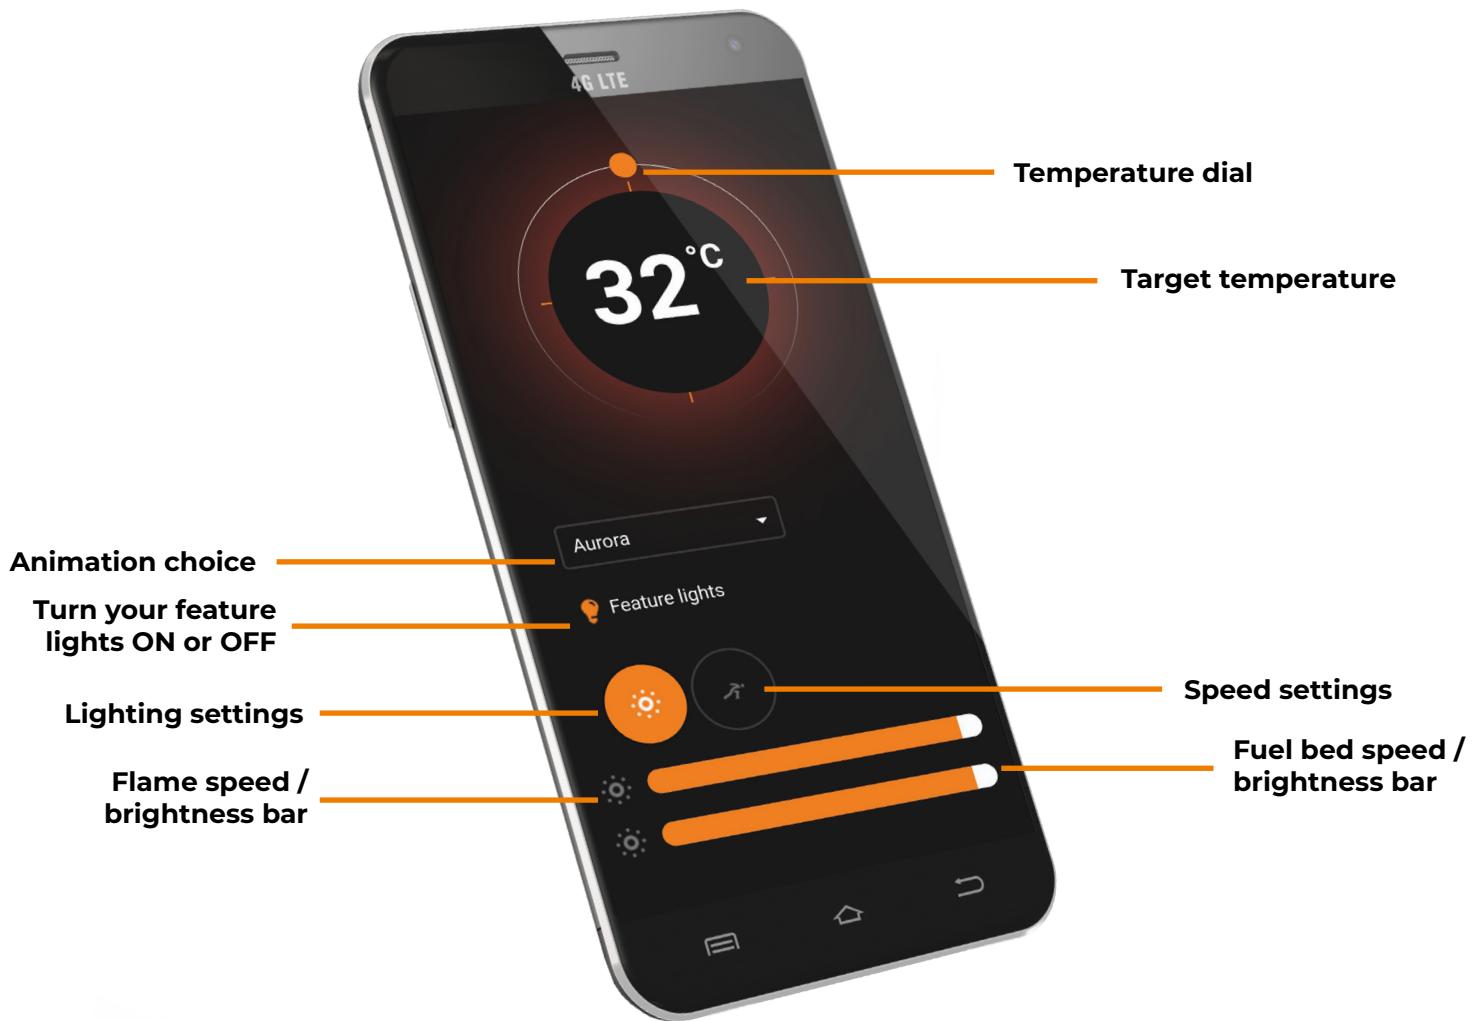 4G LTE
Temperature dial
32°C
Target temperature
Aurora
Animation choice
Feature lights
Turn your feature
lights ON or OFF
Lighting settings
Speed settings
Flame speed /
brightness bar
Fuel bed speed /
brightness bar